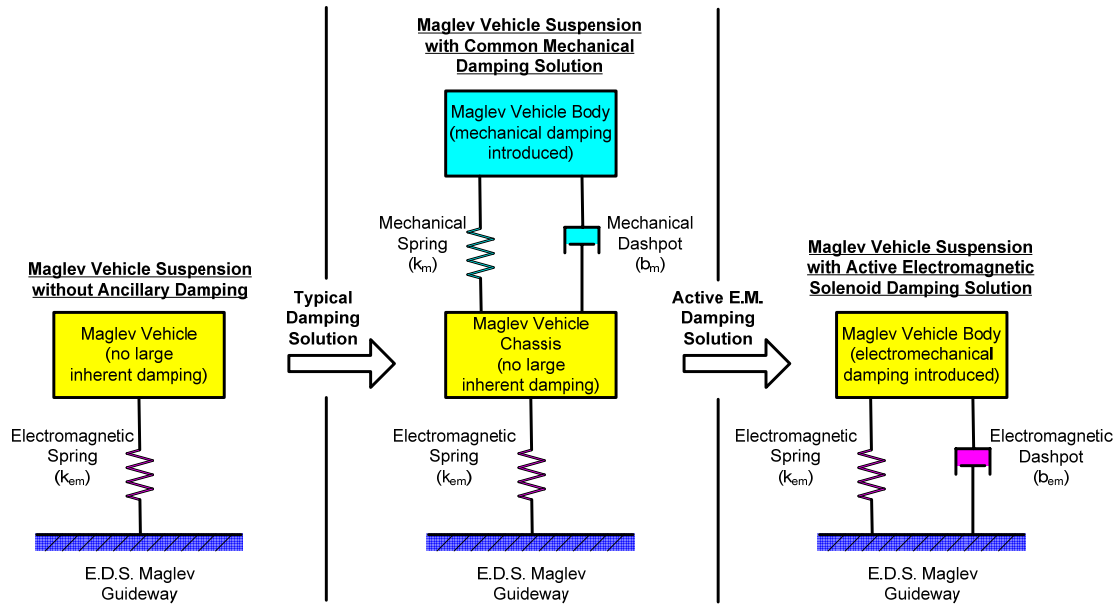 Maglev Vehicle Suspension
without Ancillary Damping
Maglev Vehicle
(no large
inherent damping)
Electromagnetic
Spring
(kem)
E.D.S. Maglev
Guideway
Typical
Damping
Solution
Maglev Vehicle Suspension
with Common Mechanical
Damping Solution
Maglev Vehicle Body
(mechanical damping
introduced)
Mechanical
Spring
(km)
Mechanical
Dashpot
(bm)
Maglev Vehicle
Chassis
(no large
inherent damping)
Electromagnetic
Spring
(kem)
E.D.S. Maglev
Guideway
Active E.M.
Damping
Solution
Maglev Vehicle Suspension
with Active Electromagnetic
Solenoid Damping Solution
Maglev Vehicle Body
(electromechanical
damping introduced)
Electromagnetic
Spring
(kem)
Electromagnetic
Dashpot
(bem)
E.D.S. Maglev
Guideway